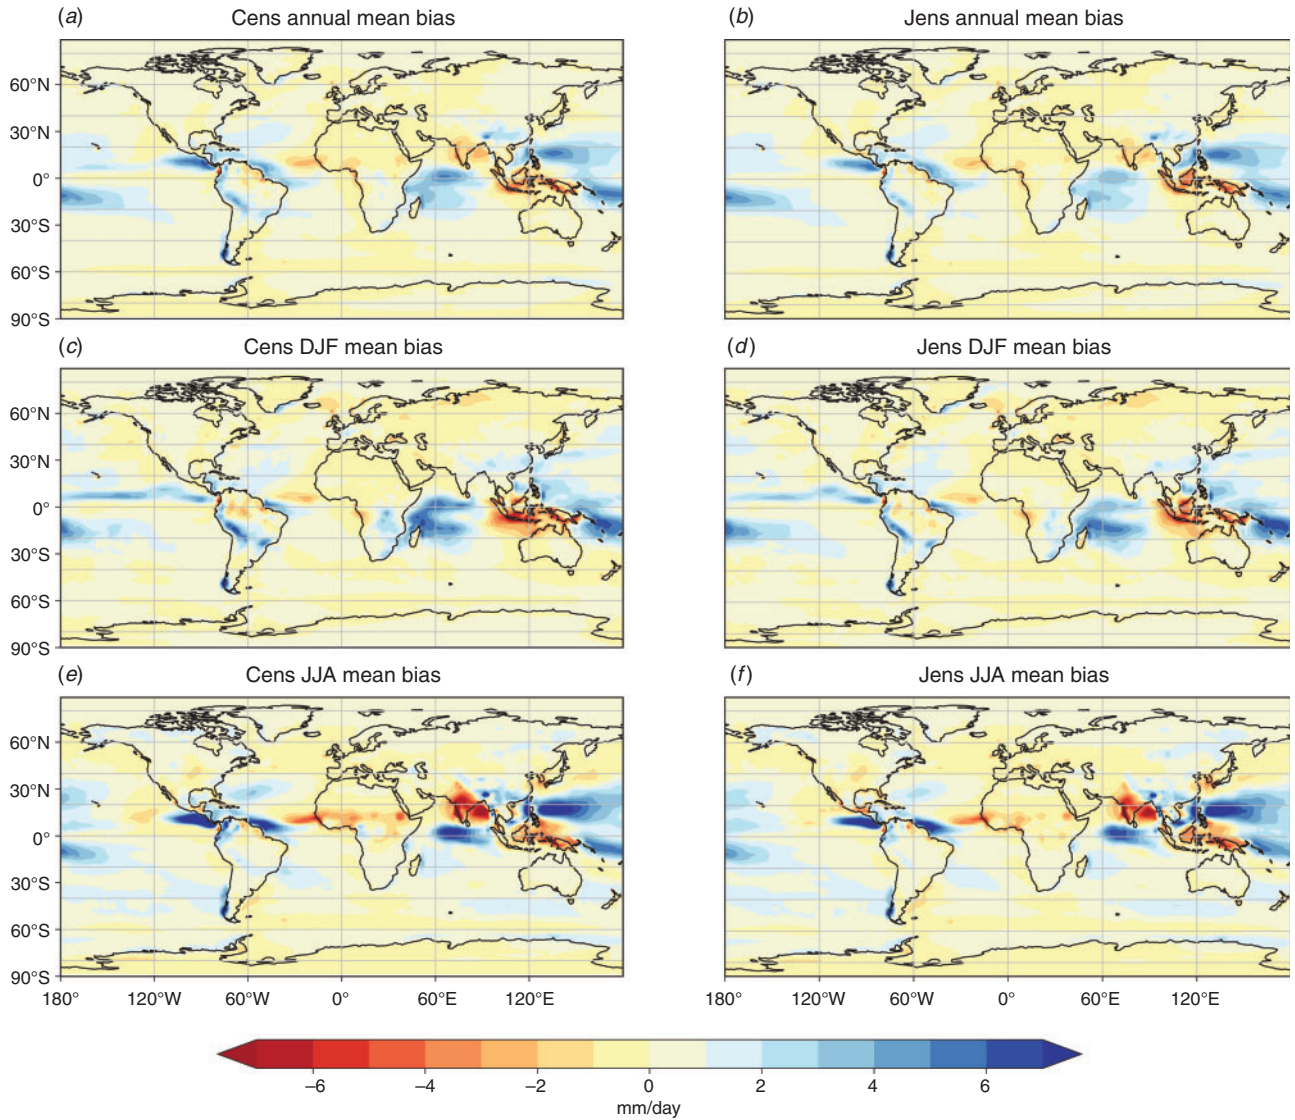 (a) Cens annual mean bias
(b) Jens annual mean bias
60°N
30°N
0°
30°S
60°S
90°S
(c) Cens DJF mean bias
(d) Jens DJF mean bias
60°N
30°N
0°
30°S
60°S
90°S
(e) Cens JJA mean bias
(f) Jens JJA mean bias
60°N
30°N
0°
30°S
60°S
90°S
180° 120°W 60°W 0° 60°E 120°E
180° 120°W 60°W 0° 60°E 120°E
−6 −4 −2 0 2 4 6
mm/day